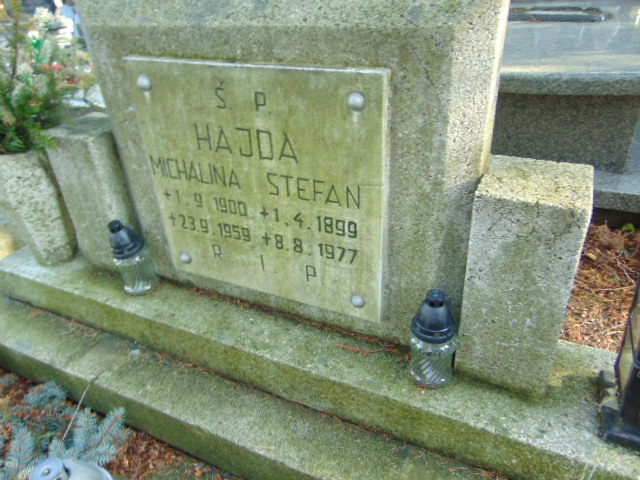 Ś. P.
HAJDA
MICHALINA STEFAN
+1.9 1900 +1.4.1899
+23.9.1959 +8.8.1977
R I P